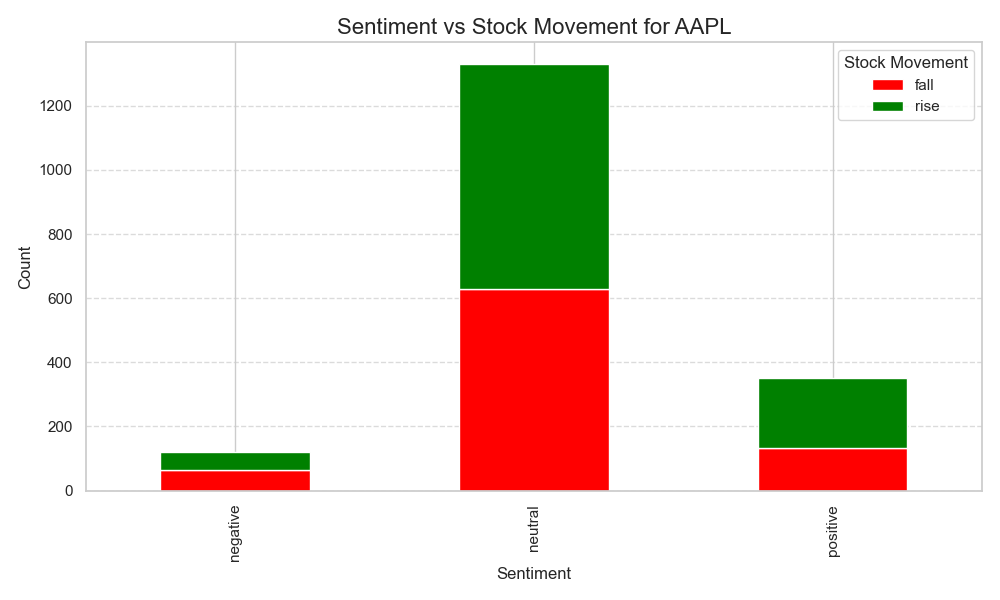 Sentiment vs Stock Movement for AAPL
Stock Movement
fall
rise
Count
1200
1000
800
600
400
200
0
negative
neutral
positive
Sentiment